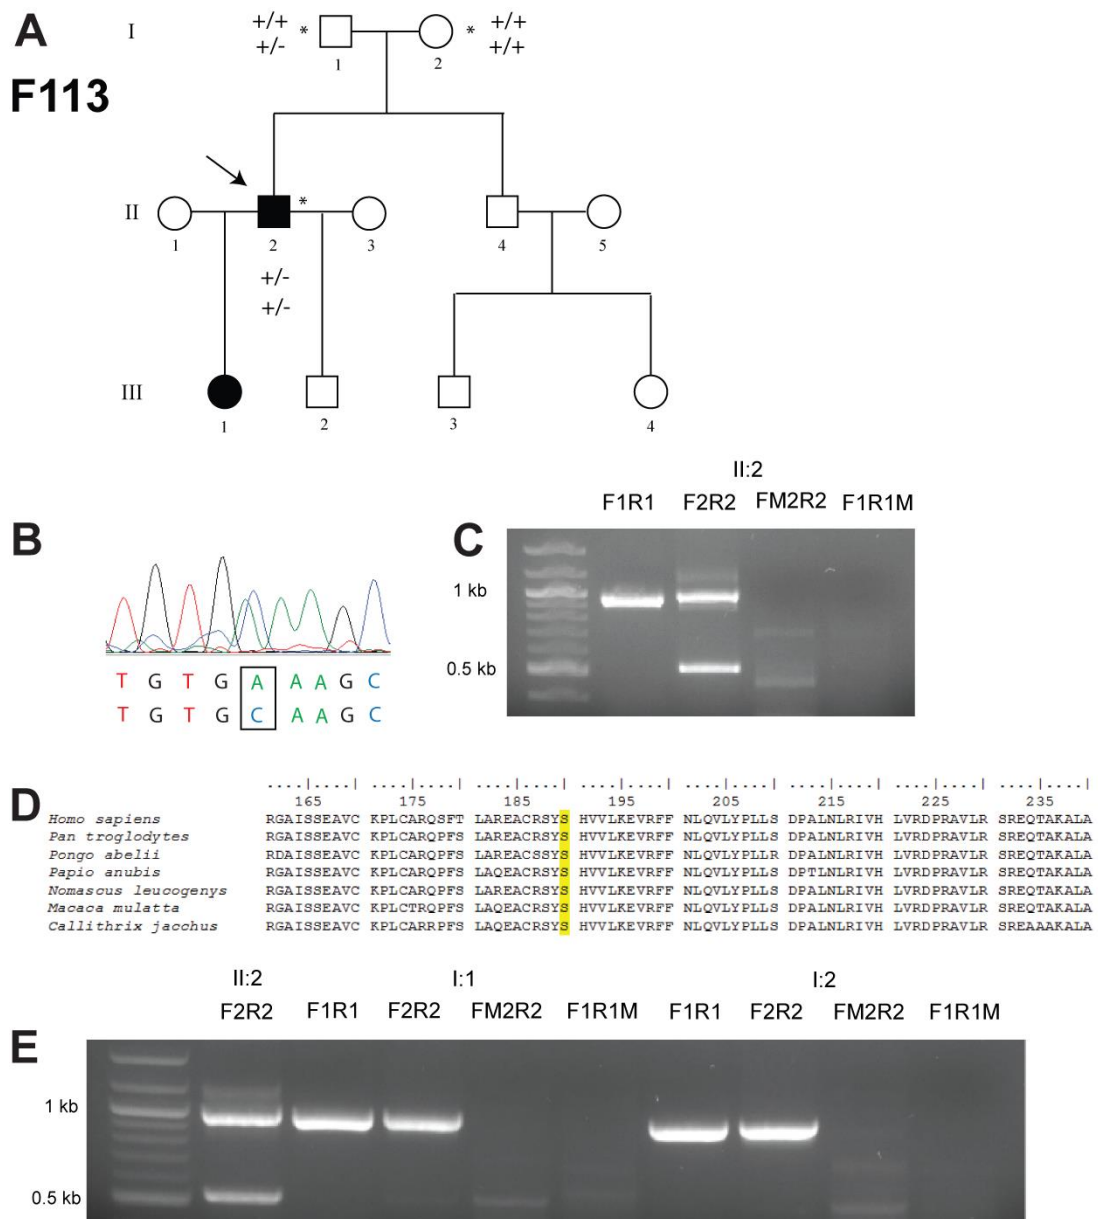 A
F113
I
+/+
+/-
*
1
2
*
+/+
+/+
II
1
*
2
3
4
5
+/-
+/-
III
1
2
3
4
B
T G T G A A A G C
T G T G C A A G C
C
II:2
F1R1 F2R2 FM2R2 F1R1M
1 kb
0.5 kb
D
....|....|....|....|....|....|....|....|....|....|....|....|....|....|....|....|
165 175 185 195 205 215 225 235
Homo sapiens RGAISSEAVC KPLCARQSFT LAREACRSYS HVVLKEVRFF NLQVLYPLLS DPALNLRIVH LVRDPRAVLR SREQTAKALA
Pan troglodytes RGAISSEAVC KPLCARQPFS LAREACRSYS HVVLKEVRFF NLQVLYPLLS DPALNLRIVH LVRDPRAVLR SREQTAKALA
Pongo abelii RDAISSEAVC KPLCARQPFS LAREACSSYS HVVLKEVRFF NLQVLYPLLR DPALNLRIVH LVRDPRAVLR SREQTAKALA
Papio anubis RGAISSEAVC KPLCARQPFS LAQEACRSYS HVVLKEVRFF NLQVLYPLLS DPTLNLRIVH LVRDPRAVLR SREQTAKALA
Nomascus leucogenys RGAISSEAVC KPLCARQPFS LAREACRSYS HVVLKEVRFF NLQVLYPLLS DPALNLRIVH LVRDPRAVLR SREQTAKALA
Macaca mulatta RGAISSEAVC KPLCTRQPFS LAQEACRSYS HVVLKEVRFF NLQVLYPLLS DPALNLRIVH LVRDPRAVLR SREQTAKALA
Callithrix jacchus RGAISSEAVC KPLCARRPFS LAQEACRSYS HVVLKEVRFF NLQVLYPLLS DPALNLRIVH LVRDPRAVLR SREAAAKALA
II:2 I:1 I:2
F2R2 F1R1 F2R2 FM2R2 F1R1M F1R1 F2R2 FM2R2 F1R1M
E
1 kb
0.5 kb